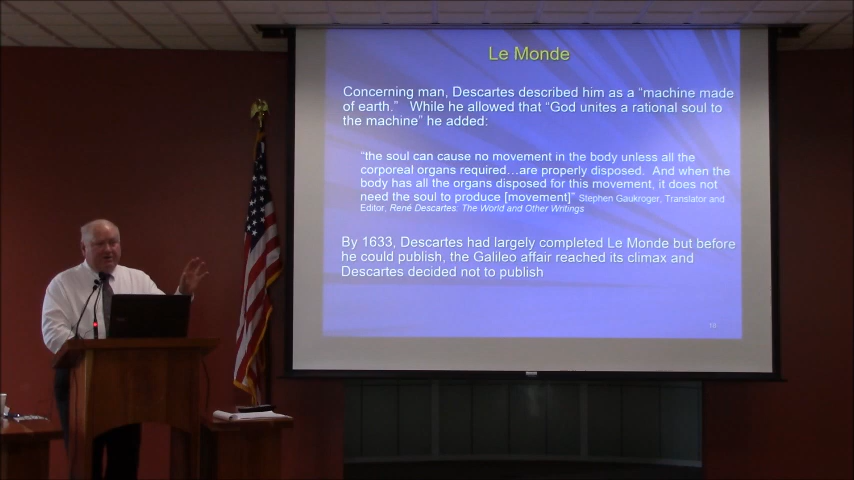 Le Monde
Concerning man, Descartes described him as a “machine made
of earth.” While he allowed that “God unites a rational soul to
the machine” he added:
“the soul can cause no movement in the body unless all the
corporeal organs required…are properly disposed. And when the
body has all the organs disposed for this movement, it does not
need the soul to produce [movement]” Stephen Gaukroger, Translator and
Editor, René Descartes: The World and Other Writings
By 1633, Descartes had largely completed Le Monde but before
he could publish, the Galileo affair reached its climax and
Descartes decided not to publish